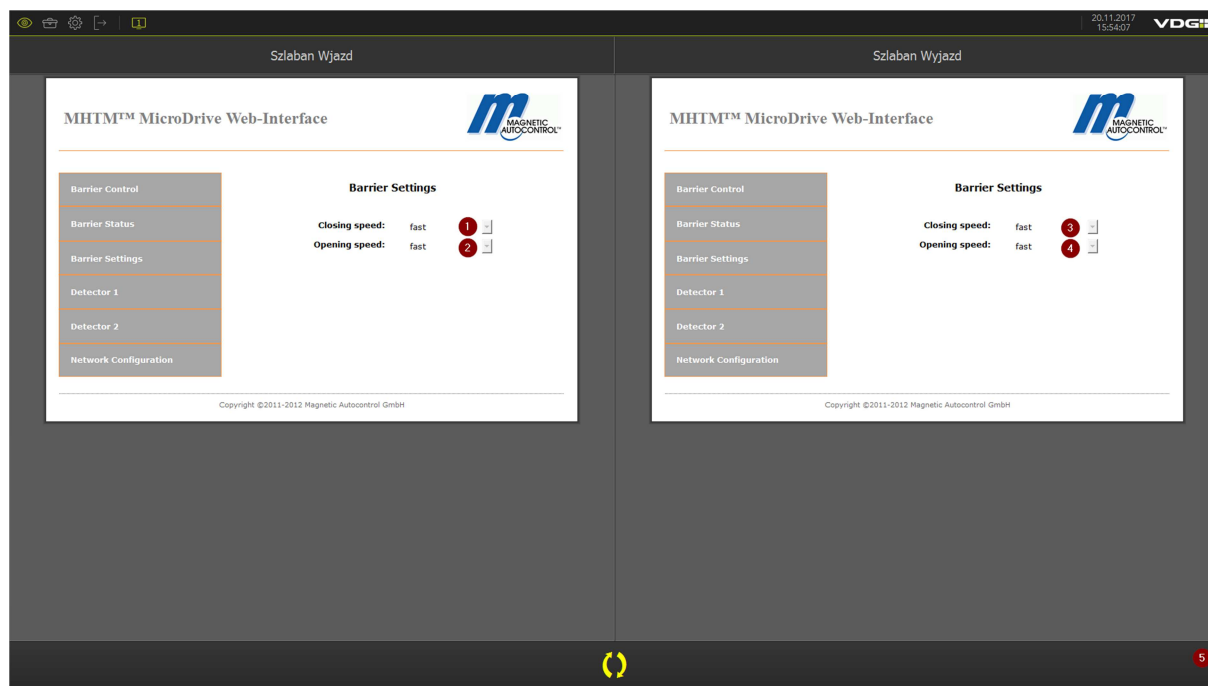 1
20.11.2017
15:54:07
VDG
Szlaban Wjazd
Szlaban Wyjazd
MHTM™ MicroDrive Web-Interface
MAGNETIC
AUTOCONTROL™
Barrier Control
Barrier Status
Barrier Settings
Detector 1
Detector 2
Network Configuration
Barrier Settings
Closing speed: fast 1
Opening speed: fast 2
Copyright ©2011-2012 Magnetic Autocontrol GmbH
MHTM™ MicroDrive Web-Interface
MAGNETIC
AUTOCONTROL™
Barrier Control
Barrier Status
Barrier Settings
Detector 1
Detector 2
Network Configuration
Barrier Settings
Closing speed: fast 3
Opening speed: fast 4
Copyright ©2011-2012 Magnetic Autocontrol GmbH
5